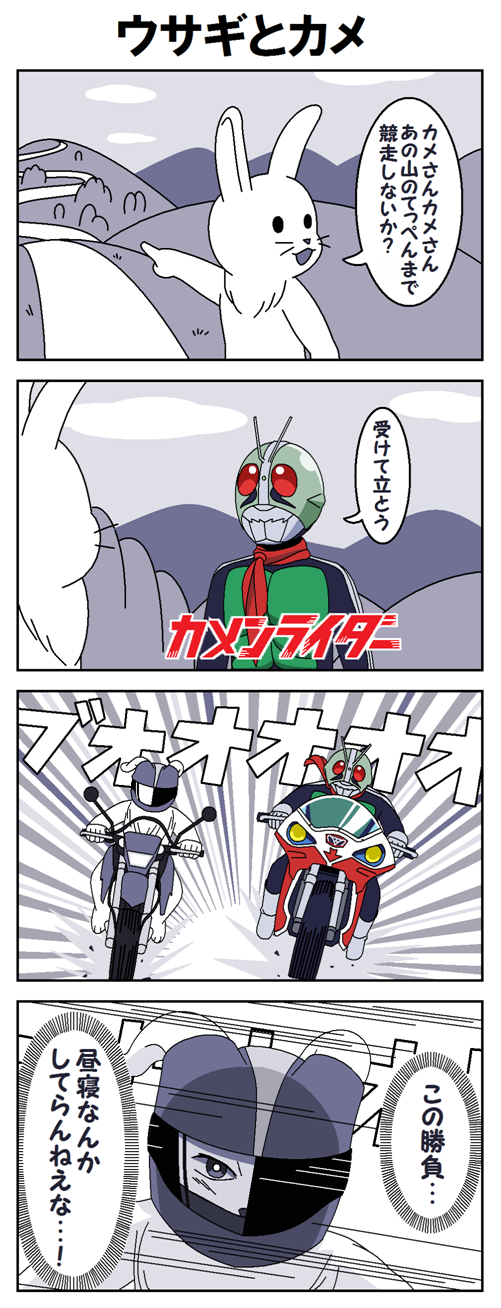 ウサギとカメ
カメさんカメさん
あの山のてっぺんまで
競走しないか？
受けて立とう
カメンライダー
ブオオオオオ
この勝負…
昼寝なんか
してらんねえな…！